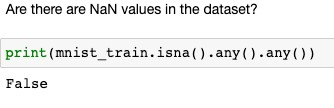 Are there are NaN values in the dataset?
print(mnist_train.isna().any().any())
False